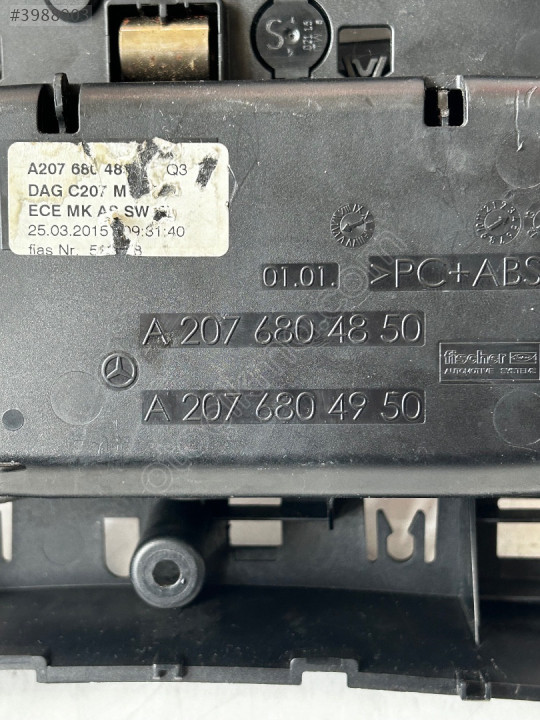 S
A207 680 48 Q3
DAG C207 M
ECE MK AS SW
25.03.2015 09:31:40
fias Nr.
01.01. >PC+ABS
A 207 680 48 50
fischer
AUTOMOTIVE SYSTEMS
A 207 680 49 50